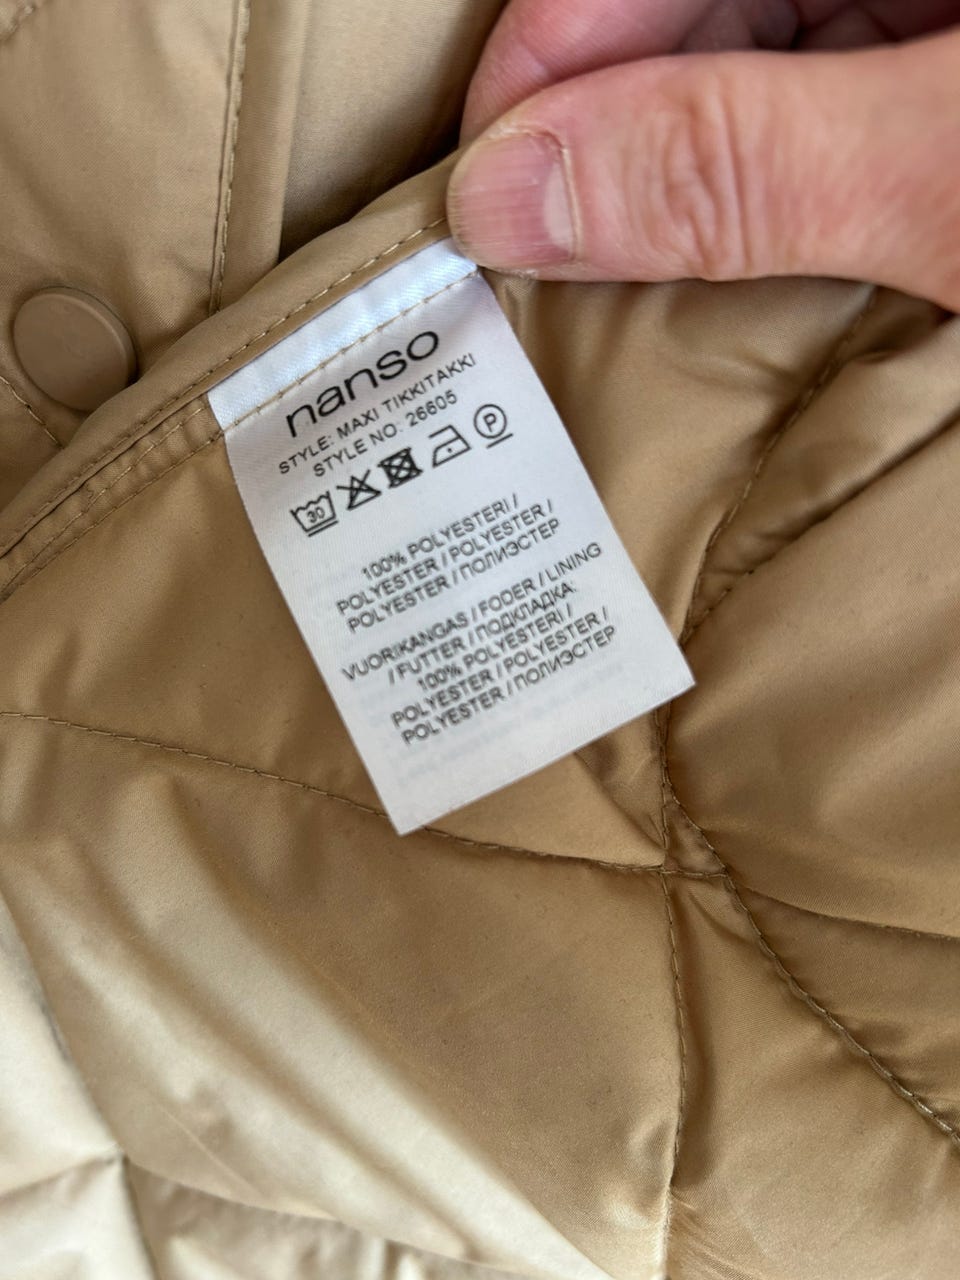 nanso
STYLE: MAXI TIKKITAKKI
STYLE NO: 26605
30 P
100% POLYESTERI /
POLYESTER / POLYESTER /
POLYESTER / ПОЛИЭСТЕР
VUORIKANGAS / FODER / LINING
/ FUTTER / ПОДКЛАДКА:
100% POLYESTERI /
POLYESTER / POLYESTER /
POLYESTER / ПОЛИЭСТЕР